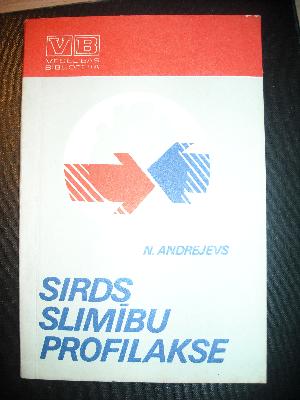 VB
VESELĪBAS
BIBLIOTĒKA
N. ANDREJEVS
SIRDS
SLIMĪBU
PROFILAKSE